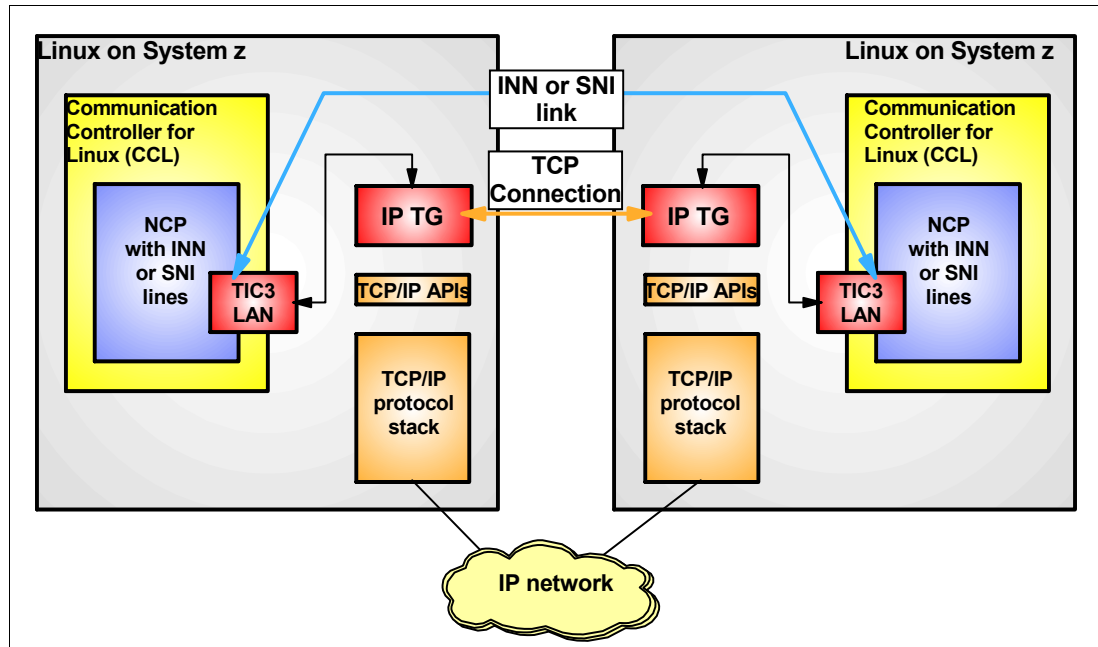 Linux on System z
Communication
Controller for
Linux (CCL)
NCP
with INN
or SNI
lines
TIC3
LAN
IP TG
TCP/IP APIs
TCP/IP
protocol
stack
INN or SNI
link
TCP
Connection
Linux on System z
IP TG
TCP/IP APIs
TCP/IP
protocol
stack
Communication
Controller for
Linux (CCL)
NCP
with INN
or SNI
lines
TIC3
LAN
IP network